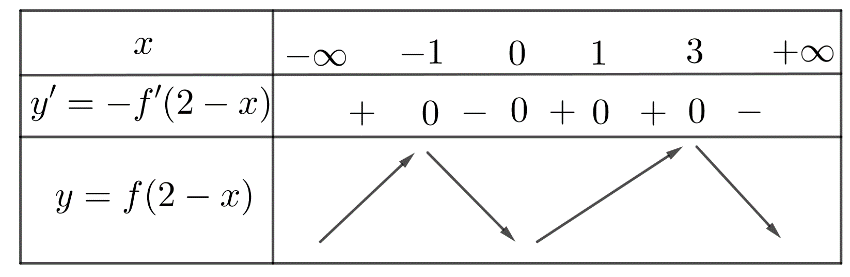 x −∞ −1 0 1 3 +∞
y′ = −f′(2 − x) + 0 − 0 + 0 + 0 −
y = f(2 − x)